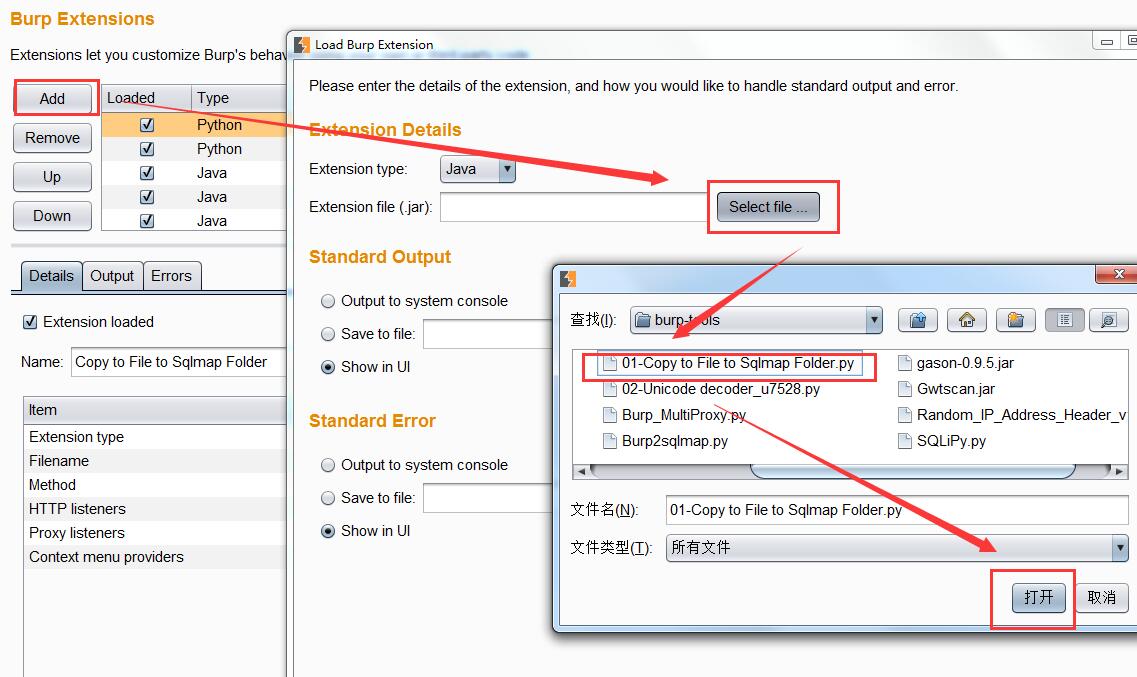 Burp Extensions
Extensions let you customize Burp's
Add
Remove
Up
Down
Loaded Type
Python
Python
Java
Java
Java
Details Output Errors
Extension loaded
Name: Copy to File to Sqlmap Folder
Item
Extension type
Filename
Method
HTTP listeners
Proxy listeners
Context menu providers
Load Burp Extension
Please enter the details of the extension, and how you would like to handle standard output and error.
Extension Details
Extension type: Java
Extension file (.jar): Select file ...
Standard Output
Output to system console
Save to file:
Show in UI
Standard Error
Output to system console
Save to file:
Show in UI
查找(I): burp-tools
01-Copy to File to Sqlmap Folder.py
02-Unicode decoder_u7528.py
Burp_MultiProxy.py
Burp2sqlmap.py
gason-0.9.5.jar
Gwtscan.jar
Random_IP_Address_Header_v
SQLiPy.py
文件名(N): 01-Copy to File to Sqlmap Folder.py
文件类型(T): 所有文件
打开 取消